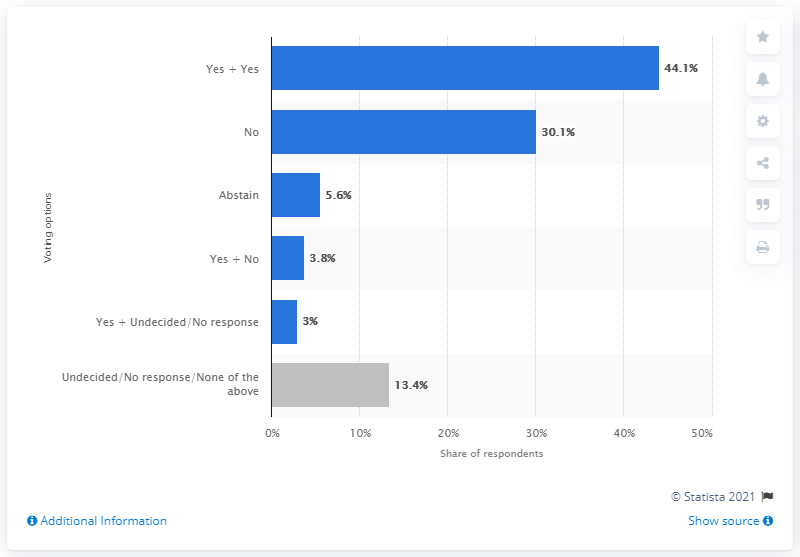 Yes + Yes
44.1%
No
30.1%
Abstain
5.6%
Yes + No
3.8%
Yes + Undecided/No response
3%
Undecided/No response/None of the
above
13.4%
Voting options
0%
10%
20%
30%
40%
50%
Share of respondents
© Statista 2021
Additional Information
Show source